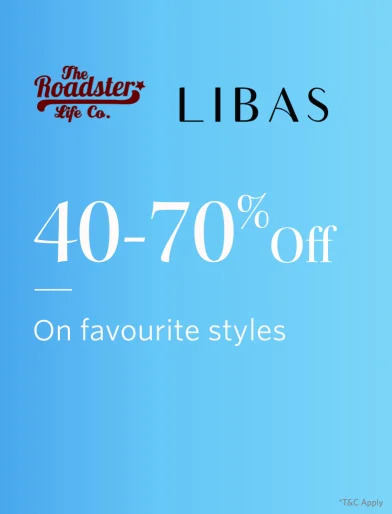 The
Roadster
Life Co.
LIBAS
40-70% Off
On favourite styles
*T&C Apply